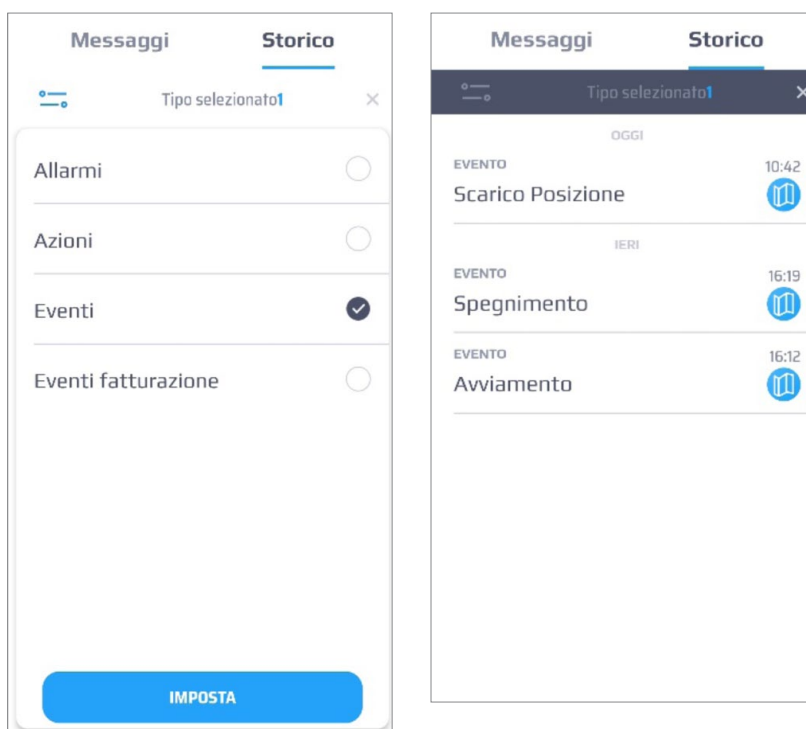 Messaggi Storico
Tipo selezionato1
Allarmi
Azioni
Eventi
Eventi fatturazione
IMPOSTA
Messaggi Storico
Tipo selezionato1
OGGI
EVENTO 10:42
Scarico Posizione
IERI
EVENTO 16:19
Spegnimento
EVENTO 16:12
Avviamento